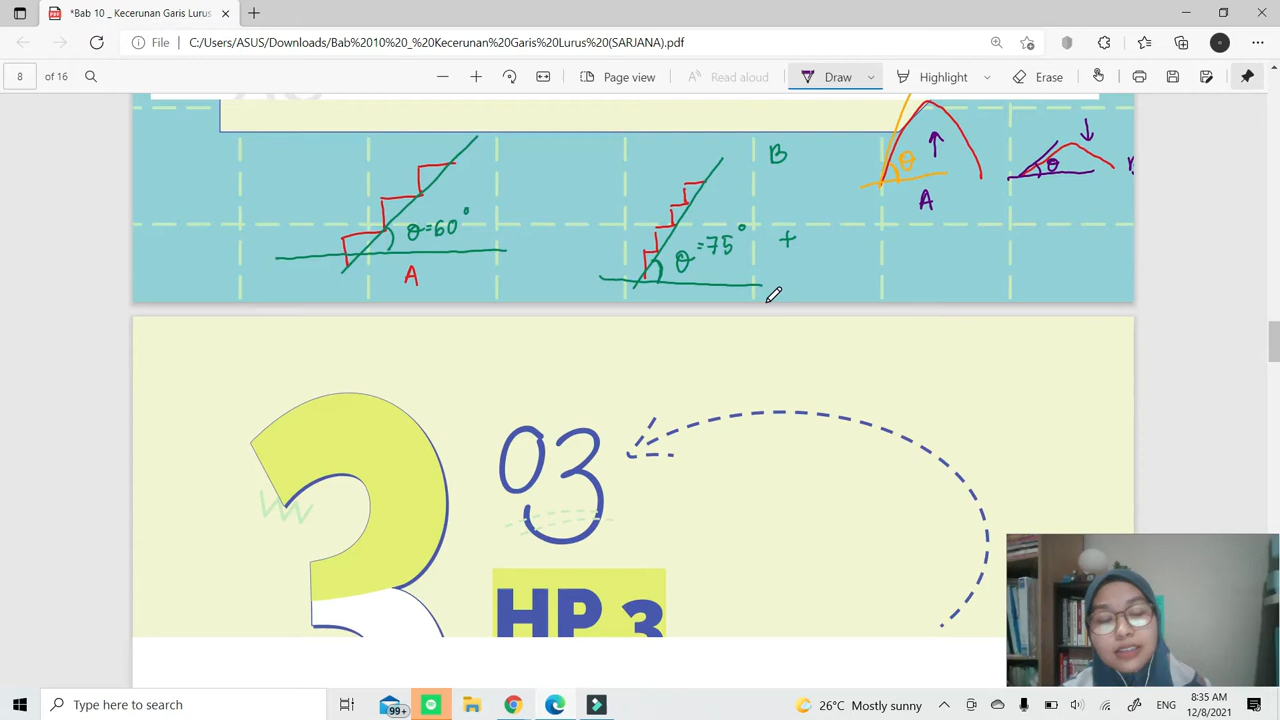 *Bab 10 _ Kecerunan Garis Lurus
File C:/Users/ASUS/Downloads/Bab%2010%20_%20Kecerunan%20Garis%20Lurus%20(SARJANA).pdf
8 of 16 Page view Read aloud Draw Highlight Erase
B
θ θ
θ=60° θ=75° + A
A
03
HP 3
Type here to search 99+ 26°C Mostly sunny ENG 8:35 AM
12/8/2021